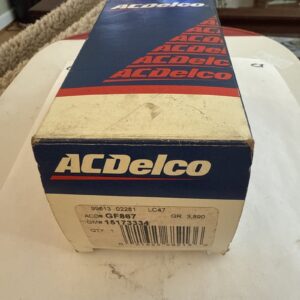 ACDelco
ACDelco
ACDelco
ACDelco
ACDelco
ACDelco
99613 02281 LC47
ACD# GF867 GR. 3,890
GM# 15173334
QTY. 1